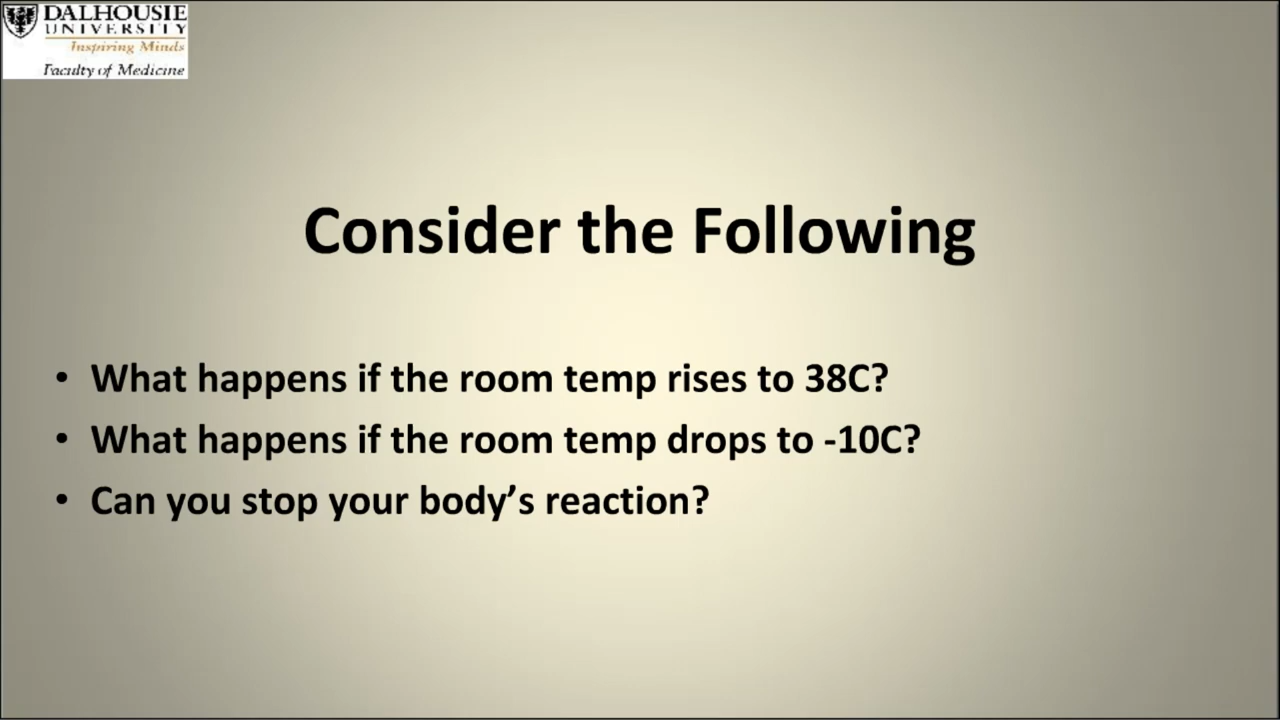 DALHOUSIE
UNIVERSITY
Inspiring Minds
Faculty of Medicine
Consider the Following
• What happens if the room temp rises to 38C?
• What happens if the room temp drops to -10C?
• Can you stop your body’s reaction?